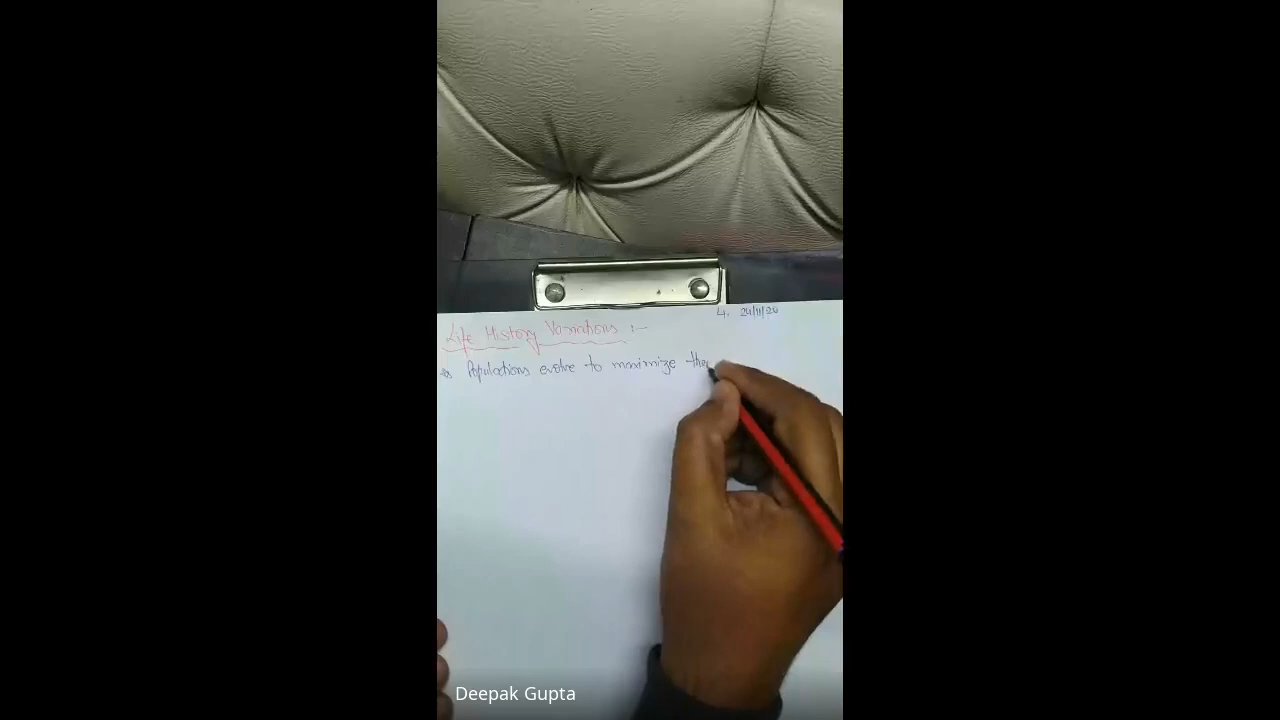 4. 24/11/20
Life History Variations :-
Populations evolve to maximize the
Deepak Gupta